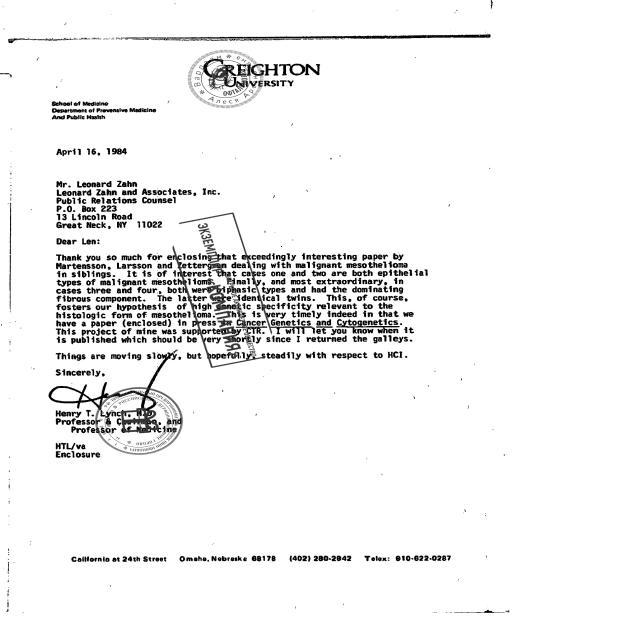 CREIGHTON
UNIVERSITY
School of Medicine
Department of Preventive Medicine
And Public Health
April 16, 1984
Mr. Leonard Zahn
Leonard Zahn and Associates, Inc.
Public Relations Counsel
P.O. Box 223
13 Lincoln Road
Great Neck, NY 11022
Dear Len:
Thank you so much for enclosing that exceedingly interesting paper by
Martensson, Larsson and Zettergren dealing with malignant mesothelioma
in siblings. It is of interest that cases one and two are both epithelial
types of malignant mesothelioma. Finally, and most extraordinary, in
cases three and four, both were biphasic types and had the dominating
fibrous component. The latter were identical twins. This, of course,
fosters our hypothesis of high genetic specificity relevant to the
histologic form of mesothelioma. This is very timely indeed in that we
have a paper (enclosed) in press in Cancer Genetics and Cytogenetics.
This project of mine was supported by CTR. I will let you know when it
is published which should be very shortly since I returned the galleys.
Things are moving slowly, but hopefully, steadily with respect to HCI.
Sincerely,
Henry T. Lynch, M.D.
Professor & Chairman, and
Professor of Medicine
HTL/va
Enclosure
California at 24th Street Omaha, Nebraska 68178 (402) 280-2942 Telex: 910-622-0287